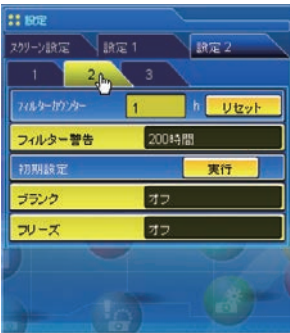 設定
スクリーン設定 設定 1 設定 2
1 2 3
フィルターカウンター 1 h リセット
フィルター警告 200時間
初期設定 実行
ブランク オフ
フリーズ オフ